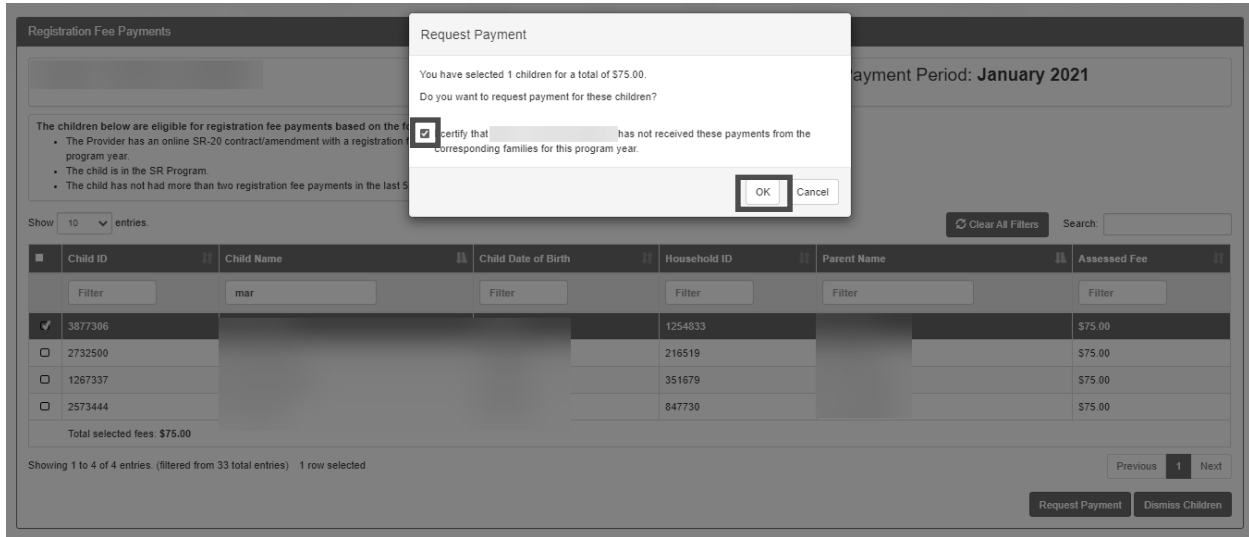 Registration Fee Payments
Request Payment
You have selected 1 children for a total of $75.00.
Do you want to request payment for these children?
certify that has not received these payments from the
corresponding families for this program year.
OK Cancel
Payment Period: January 2021
The children below are eligible for registration fee payments based on the
The Provider has an online SR-20 contract/amendment with a registration
program year.
The child is in the SR Program.
The child has not had more than two registration fee payments in the last 5
Show 10 entries.
Clear All Filters Search:
Child ID Child Name Child Date of Birth Household ID Parent Name Assessed Fee
Filter mar Filter Filter Filter Filter
3877306 1254833 $75.00
2732500 216519 $75.00
1267337 351679 $75.00
2573444 847730 $75.00
Total selected fees: $75.00
Showing 1 to 4 of 4 entries. (filtered from 33 total entries) 1 row selected
Previous 1 Next
Request Payment Dismiss Children